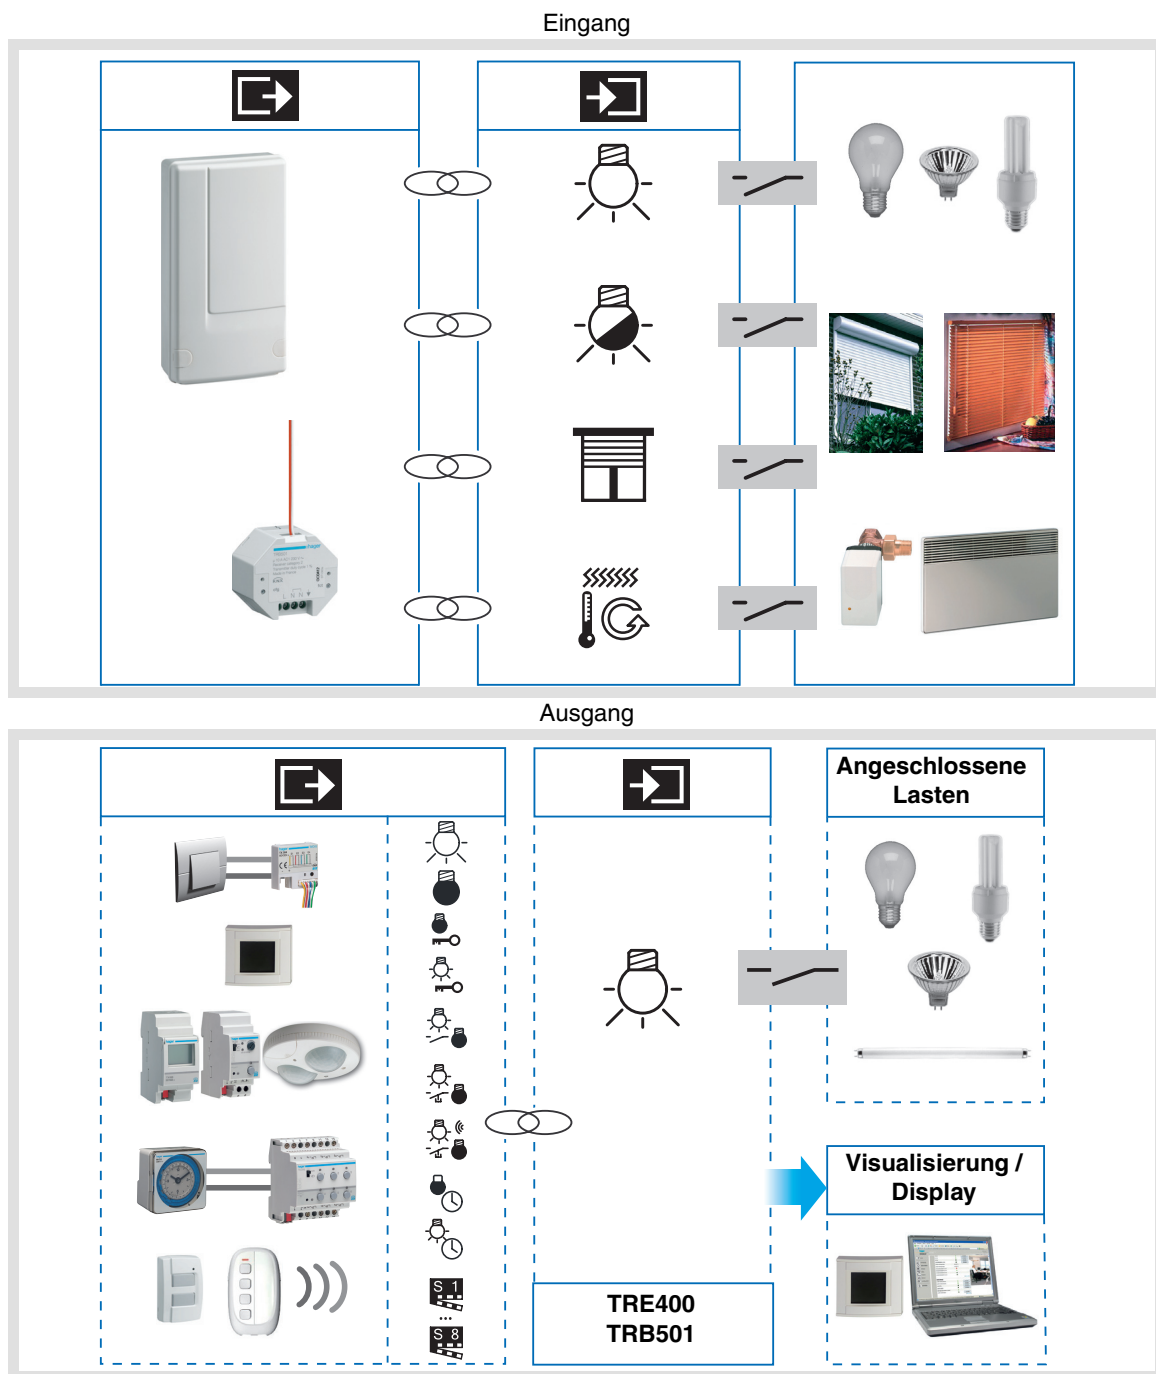 Eingang
Ausgang
Angeschlossene
Lasten
S 1
...
S 8
Visualisierung /
Display
TRE400
TRB501